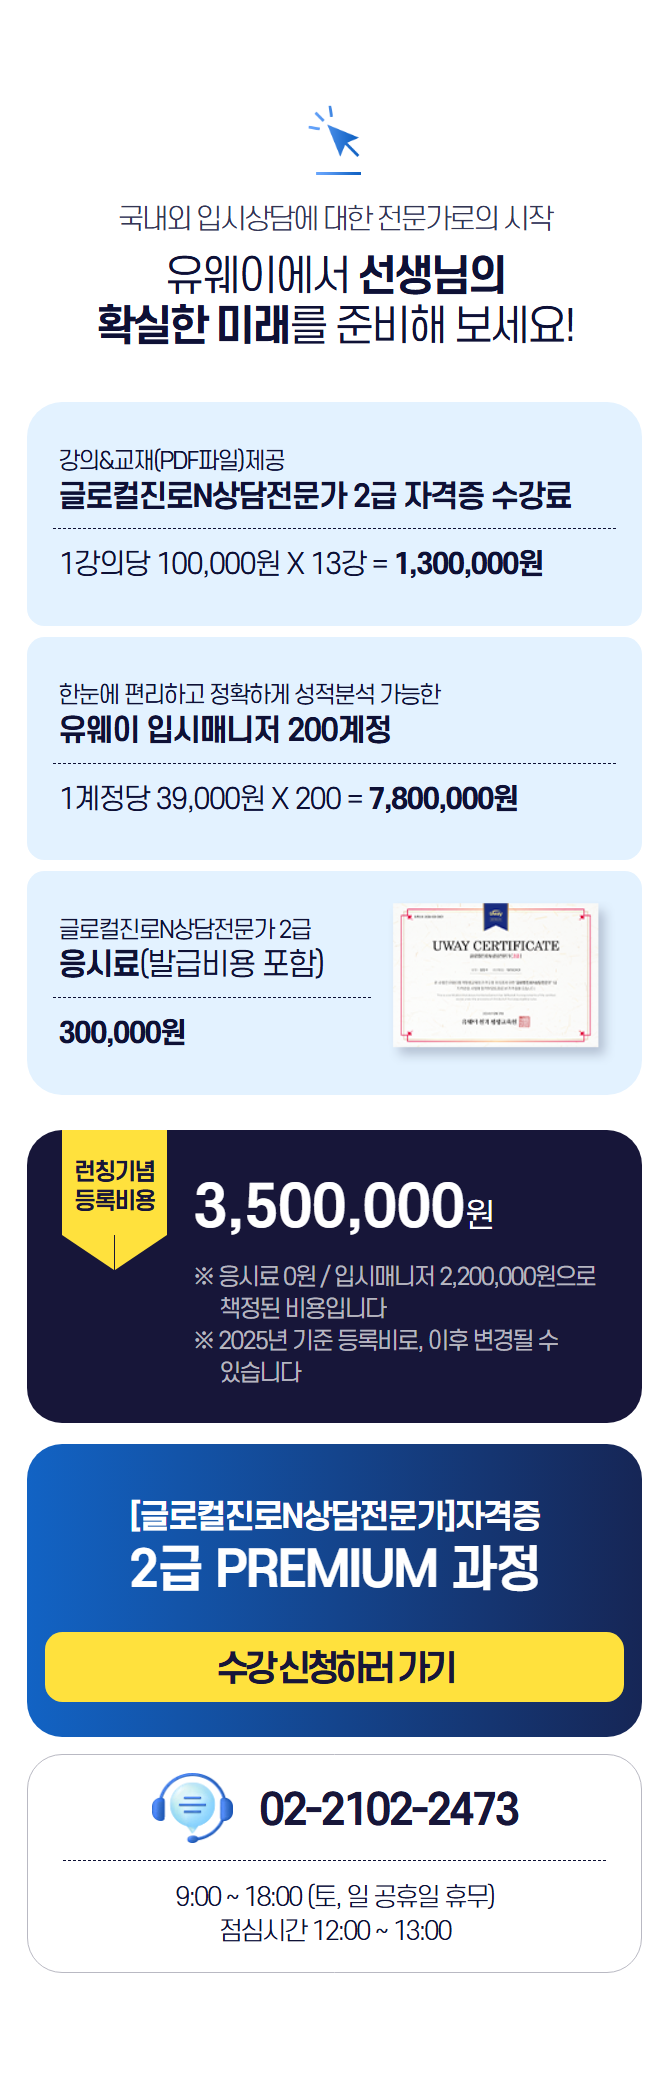 국내외 입시상담에 대한 전문가로의 시작
유웨이에서 선생님의
확실한 미래를 준비해 보세요!
강의&교재(PDF파일)제공
글로컬진로N상담전문가 2급 자격증 수강료
1강의당 100,000원 X 13강 = 1,300,000원
한눈에 편리하고 정확하게 성적분석 가능한
유웨이 입시매니저 200계정
1계정당 39,000원 X 200 = 7,800,000원
글로컬진로N상담전문가 2급
응시료(발급비용 포함)
300,000원
UWAY CERTIFICATE
런칭기념
등록비용
3,500,000원
※ 응시료 0원 / 입시매니저 2,200,000원으로
책정된 비용입니다
※ 2025년 기준 등록비로, 이후 변경될 수
있습니다
[글로컬진로N상담전문가]자격증
2급 PREMIUM 과정
수강 신청하러 가기
02-2102-2473
9:00 ~ 18:00 (토, 일 공휴일 휴무)
점심시간 12:00 ~ 13:00